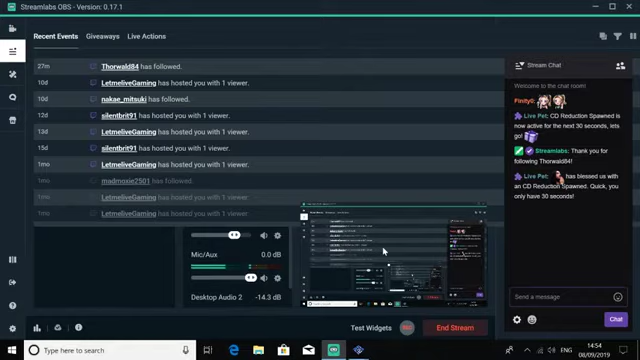 Streamlabs OBS - Version: 0.17.1
Recent Events
Giveaways
Live Actions
27m Thorwald84 has followed.
10d LetmeliveGaming has hosted you with 1 viewer.
10d nakae_mitsuki has followed.
12d silentbrit91 has hosted you with 1 viewer.
12d LetmeliveGaming has hosted you with 1 viewer.
15d silentbrit91 has hosted you with 1 viewer.
1mo LetmeliveGaming has hosted you with 1 viewer.
1mo madmoxie2501 has followed.
1mo LetmeliveGaming has hosted you with 1 viewer.
1mo LetmeliveGaming has hosted you with 1 viewer.
Mic/Aux 0.0 dB
Desktop Audio 2 -14.3 dB
Stream Chat
Welcome to the chat room!
Live Pet: CD Reduction Spawned is
now active for the next 30 seconds, lets
go!
Streamlabs: Thank you for
following Thorwald84!
Live Pet: has blessed us with
an CD Reduction Spawned. Quick, you
only have 30 seconds!
Send a message
Chat
Test Widgets
REC
End Stream
Type here to search
ENG
14:54
08/09/2019